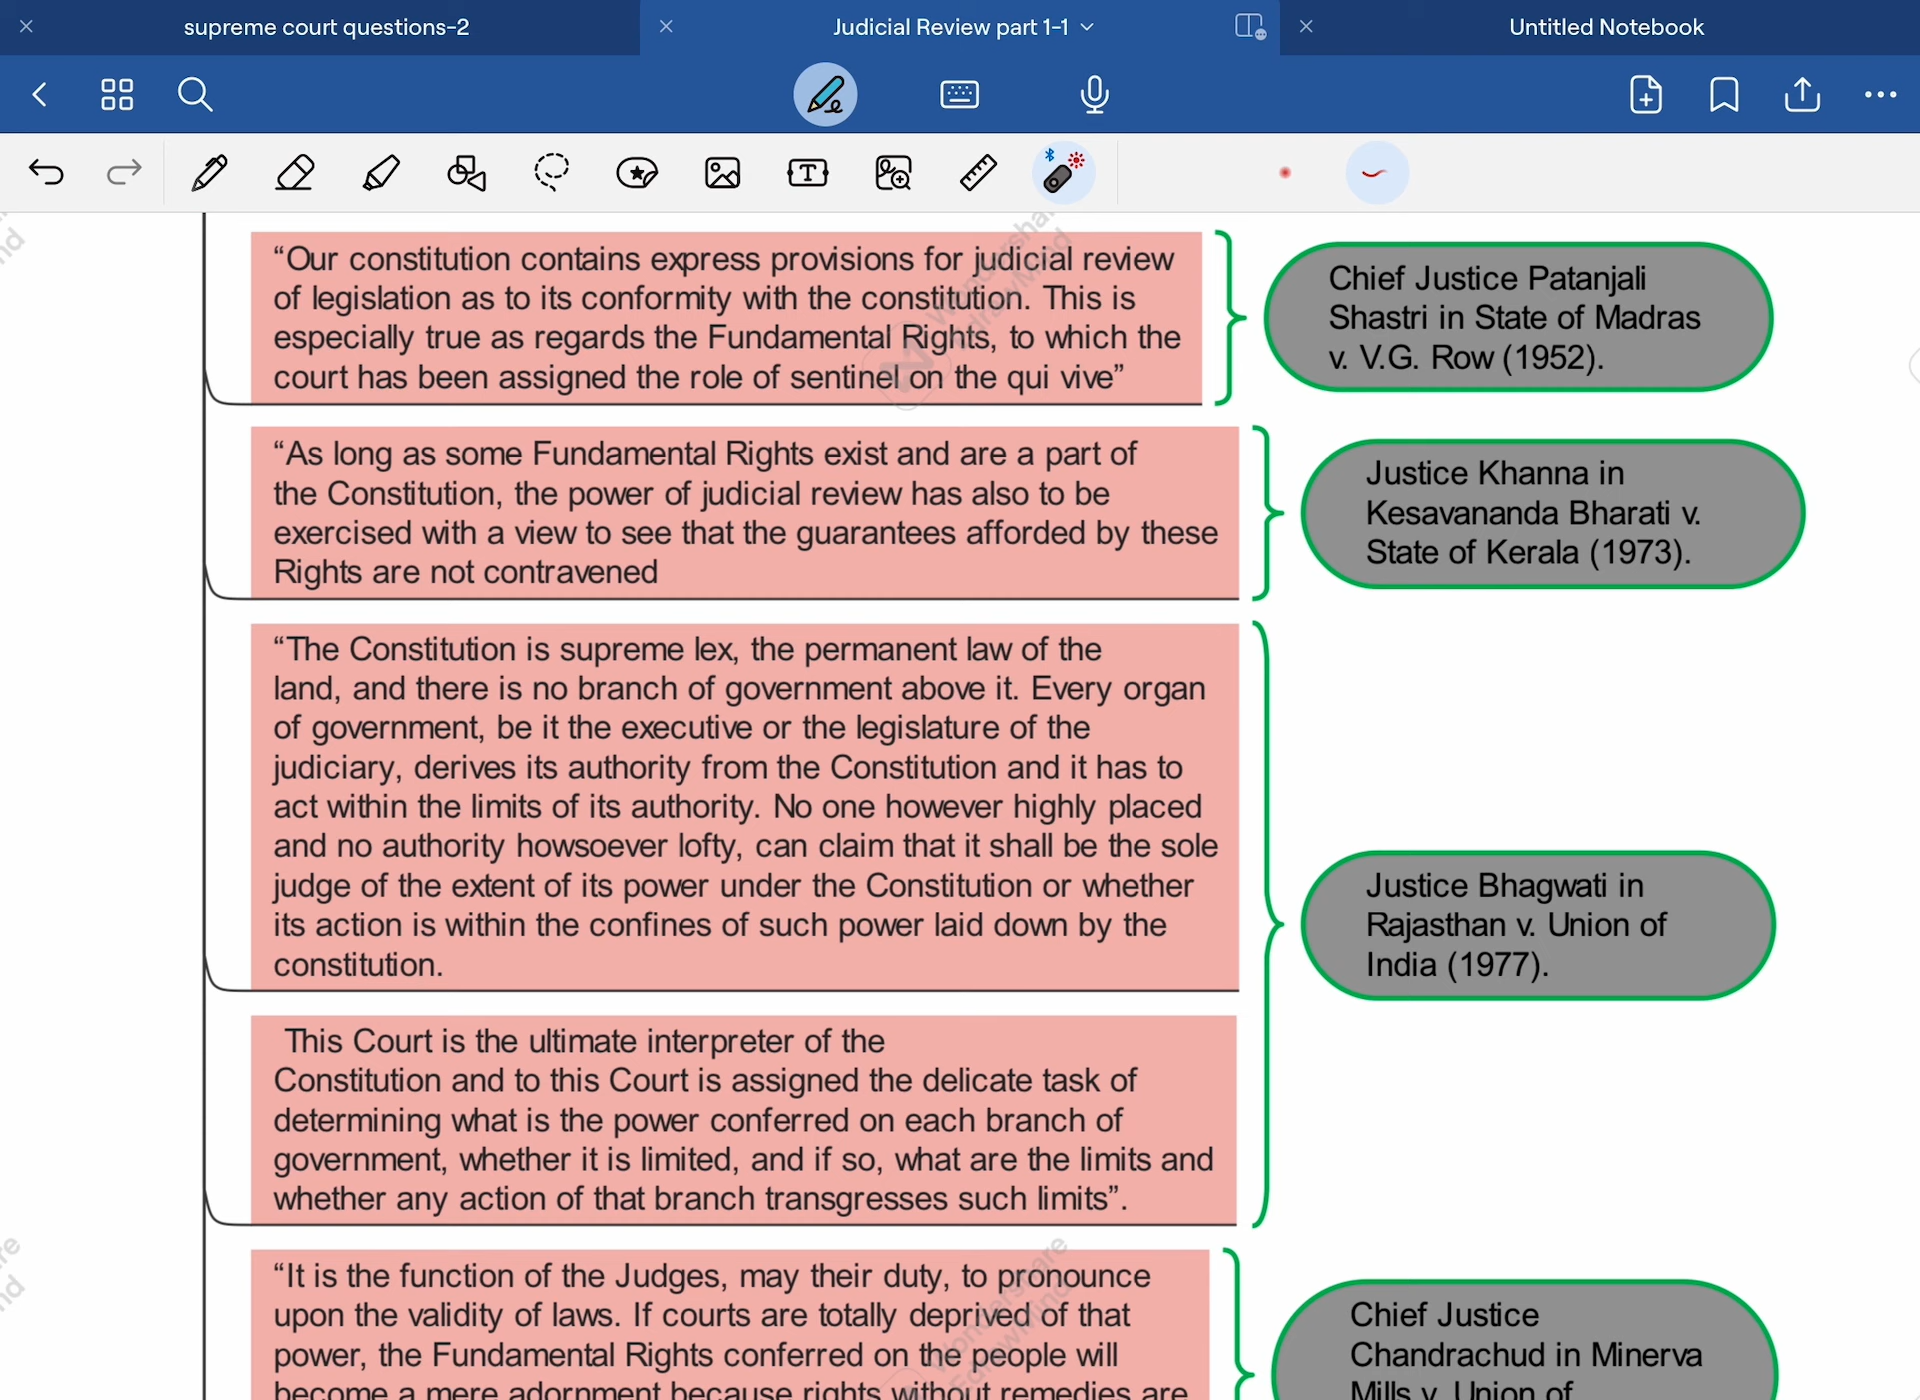 supreme court questions-2
Judicial Review part 1-1
Untitled Notebook
“Our constitution contains express provisions for judicial review
of legislation as to its conformity with the constitution. This is
especially true as regards the Fundamental Rights, to which the
court has been assigned the role of sentinel on the qui vive”
Chief Justice Patanjali
Shastri in State of Madras
v. V.G. Row (1952).
“As long as some Fundamental Rights exist and are a part of
the Constitution, the power of judicial review has also to be
exercised with a view to see that the guarantees afforded by these
Rights are not contravened
Justice Khanna in
Kesavananda Bharati v.
State of Kerala (1973).
“The Constitution is supreme lex, the permanent law of the
land, and there is no branch of government above it. Every organ
of government, be it the executive or the legislature of the
judiciary, derives its authority from the Constitution and it has to
act within the limits of its authority. No one however highly placed
and no authority howsoever lofty, can claim that it shall be the sole
judge of the extent of its power under the Constitution or whether
its action is within the confines of such power laid down by the
constitution.
This Court is the ultimate interpreter of the
Constitution and to this Court is assigned the delicate task of
determining what is the power conferred on each branch of
government, whether it is limited, and if so, what are the limits and
whether any action of that branch transgresses such limits”.
Justice Bhagwati in
Rajasthan v. Union of
India (1977).
“It is the function of the Judges, may their duty, to pronounce
upon the validity of laws. If courts are totally deprived of that
power, the Fundamental Rights conferred on the people will
become a mere adornment because rights without remedies are
Chief Justice
Chandrachud in Minerva
Mills v. Union of
Wondershare
EdrawMind